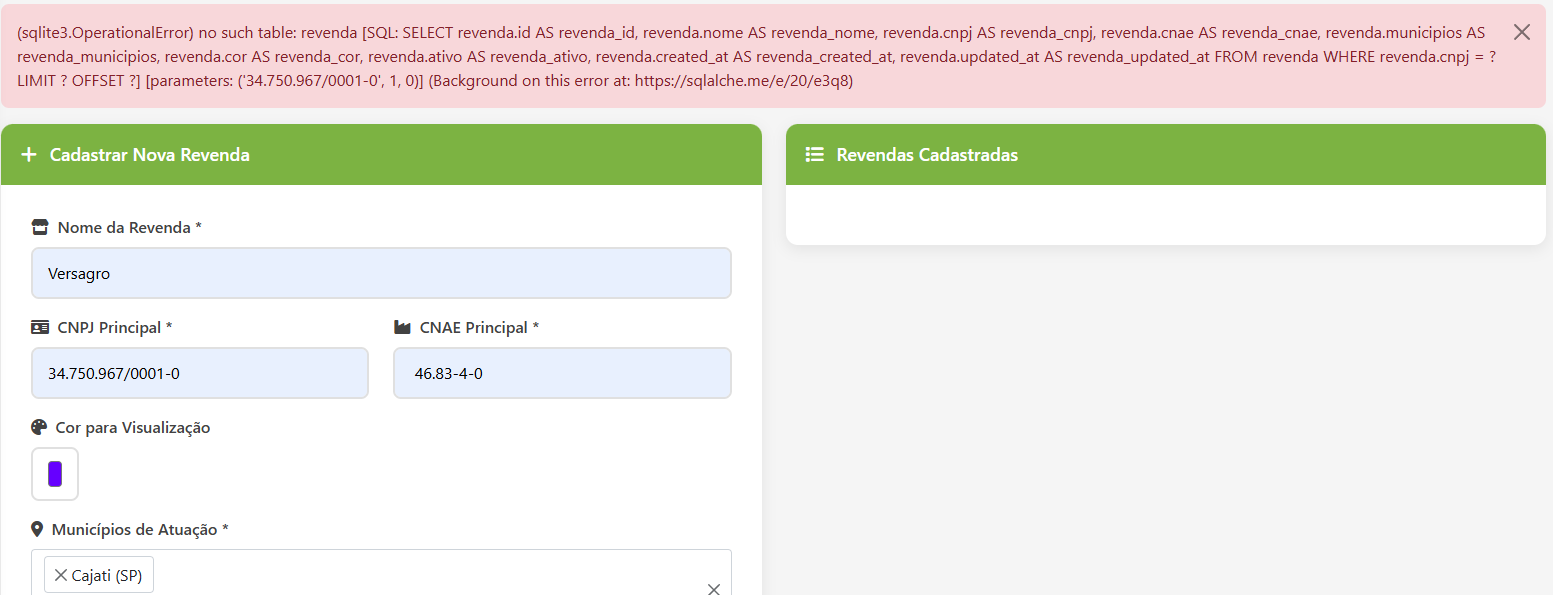 (sqlite3.OperationalError) no such table: revenda [SQL: SELECT revenda.id AS revenda_id, revenda.nome AS revenda_nome, revenda.cnpj AS revenda_cnpj, revenda.cnae AS revenda_cnae, revenda.municipios AS
revenda_municipios, revenda.cor AS revenda_cor, revenda.ativo AS revenda_ativo, revenda.created_at AS revenda_created_at, revenda.updated_at AS revenda_updated_at FROM revenda WHERE revenda.cnpj = ?
LIMIT ? OFFSET ?] [parameters: ('34.750.967/0001-0', 1, 0)] (Background on this error at: https://sqlalche.me/e/20/e3q8)
Cadastrar Nova Revenda
Nome da Revenda *
Versagro
CNPJ Principal *
CNAE Principal *
34.750.967/0001-0
46.83-4-0
Cor para Visualização
Municípios de Atuação *
Cajati (SP)
Revendas Cadastradas